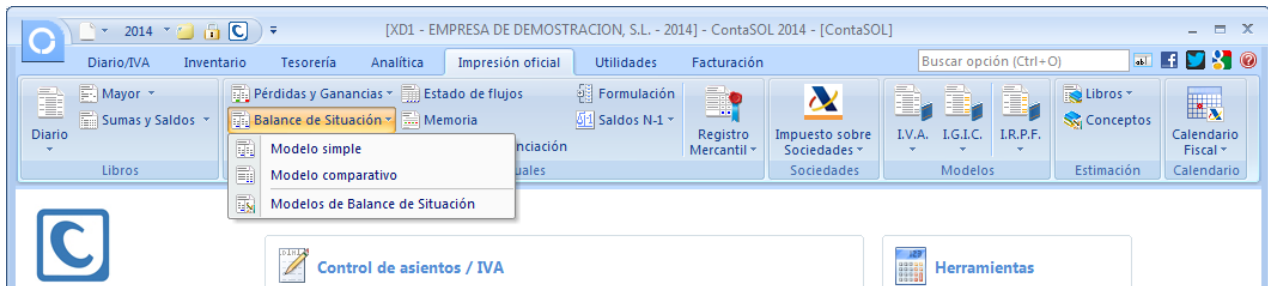 2014
[XD1 - EMPRESA DE DEMOSTRACION, S.L. - 2014] - ContaSOL 2014 - [ContaSOL]
Diario/IVA Inventario Tesorería Analítica Impresión oficial Utilidades Facturación Buscar opción (Ctrl+O)
Mayor Pérdidas y Ganancias Estado de flujos Formulación Libros
Sumas y Saldos Balance de Situación Memoria Saldos N-1 Conceptos
Diario Registro Mercantil Impuesto sobre Sociedades I.V.A. I.G.I.C. I.R.P.F. Calendario Fiscal
Modelo simple
Modelo comparativo
Modelos de Balance de Situación
Libros Sociedades Modelos Estimación Calendario
C
Control de asientos / IVA Herramientas